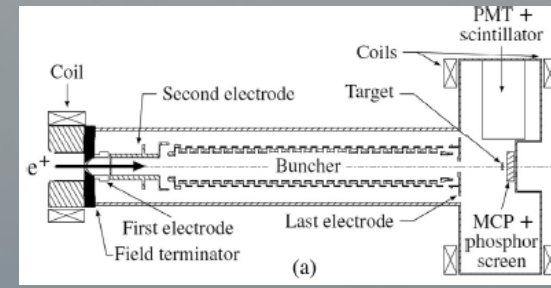 PMT +
scintillator
Coils
Coil
Second electrode
Target
e+
Buncher
First electrode
Last electrode
MCP +
phosphor
screen
Field terminator
(a)